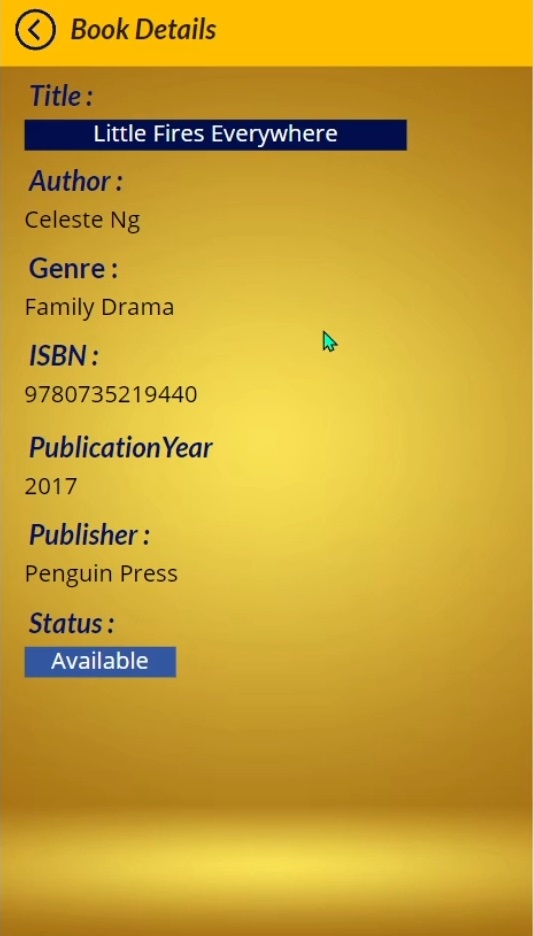 Book Details
Title :
Little Fires Everywhere
Author :
Celeste Ng
Genre :
Family Drama
ISBN :
9780735219440
PublicationYear
2017
Publisher :
Penguin Press
Status :
Available